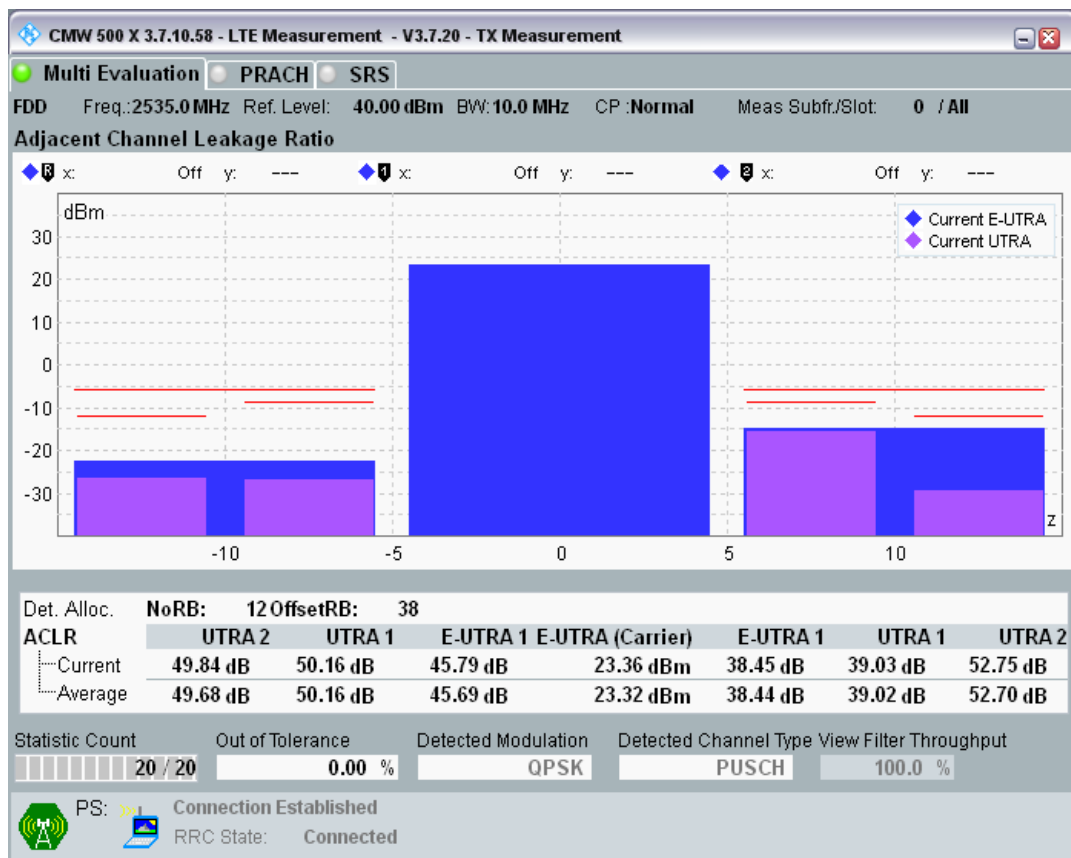 CMW 500 X 3.7.10.58 - LTE Measurement - V3.7.20 - TX Measurement
Multi Evaluation PRACH SRS
FDD Freq.:2535.0 MHz Ref. Level: 40.00 dBm BW:10.0 MHz CP :Normal Meas Subfr./Slot: 0 / All
Adjacent Channel Leakage Ratio
R x: Off y: --- 1 x: Off y: --- 2 x: Off y: ---
dBm
Current E-UTRA
Current UTRA
30
20
10
0
-10
-20
-30
z
-10 -5 0 5 10
Det. Alloc. NoRB: 12 OffsetRB: 38
ACLR UTRA 2 UTRA 1 E-UTRA 1 E-UTRA (Carrier) E-UTRA 1 UTRA 1 UTRA 2
Current 49.84 dB 50.16 dB 45.79 dB 23.36 dBm 38.45 dB 39.03 dB 52.75 dB
Average 49.68 dB 50.16 dB 45.69 dB 23.32 dBm 38.44 dB 39.02 dB 52.70 dB
Statistic Count Out of Tolerance Detected Modulation Detected Channel Type View Filter Throughput
20 / 20 0.00 % QPSK PUSCH 100.0 %
PS: Connection Established
RRC State: Connected